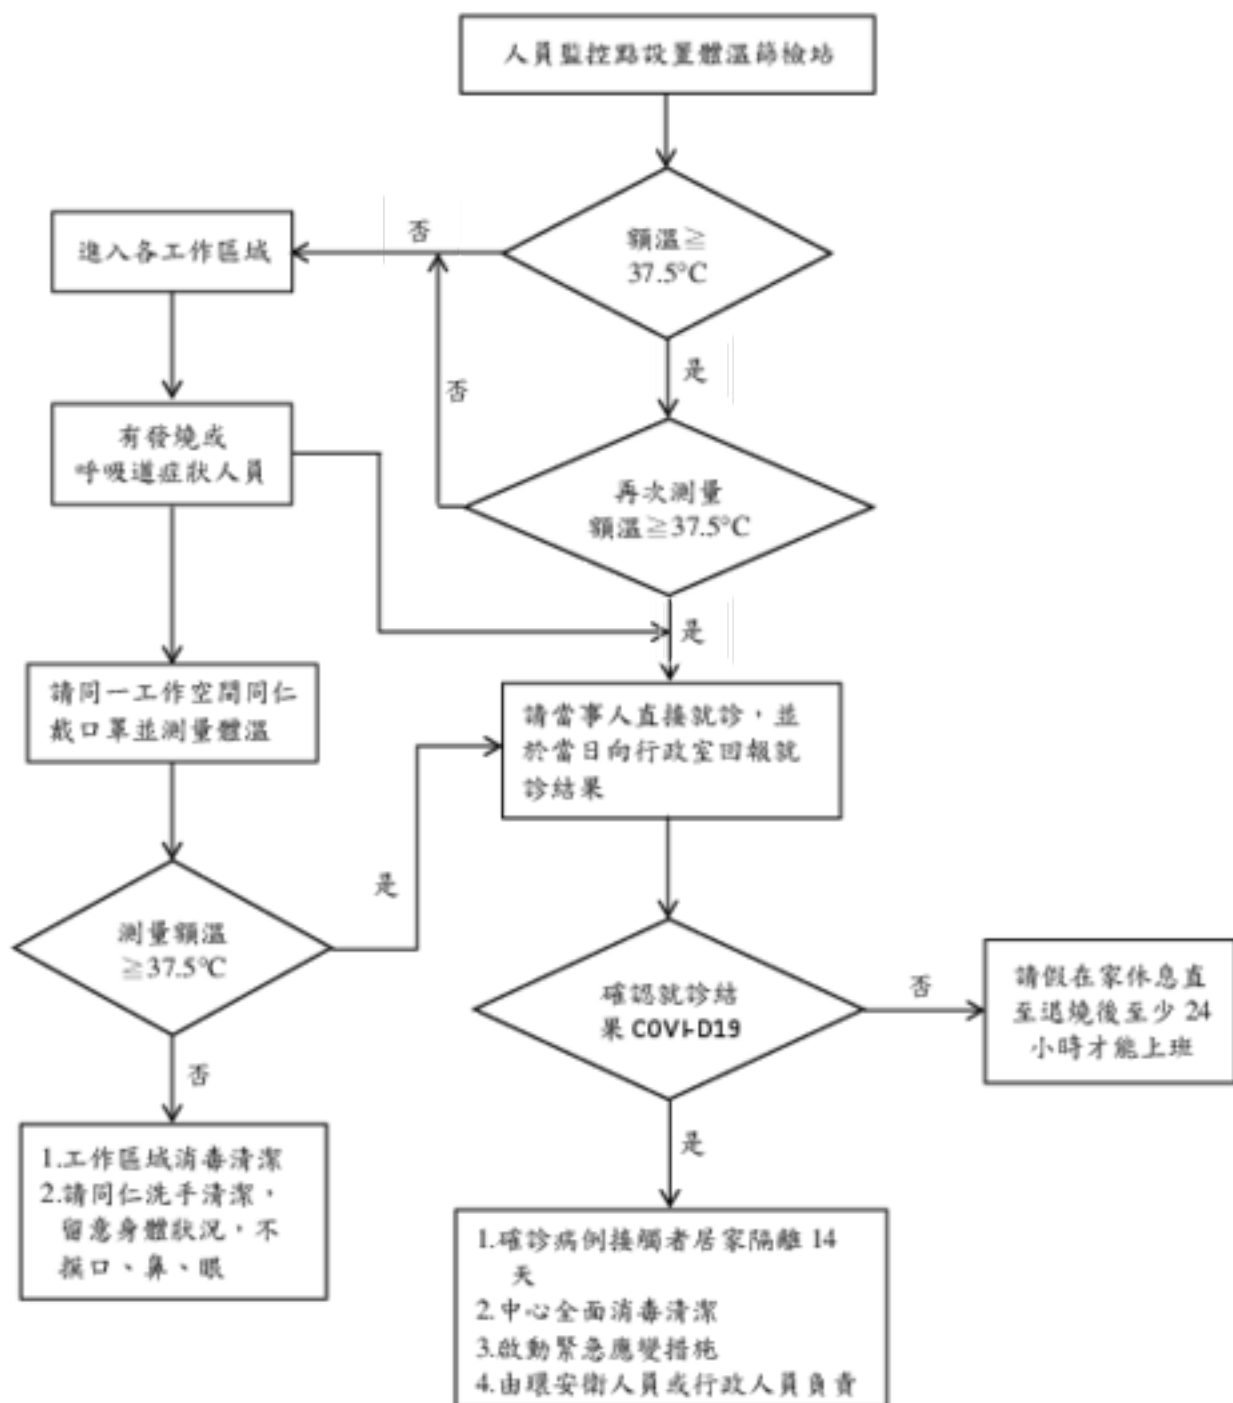 人員監控點設置體溫篩檢站
額溫≧
37.5°C
否
進入各工作區域
是
否
有發燒或
呼吸道症狀人員
再次測量
額溫≧37.5°C
是
請同一工作空間同仁
戴口罩並測量體溫
請當事人直接就診，並
於當日向行政室回報就
診結果
是
測量額溫
≧37.5℃
確認就診結
果 COVI-D19
否
請假在家休息直
至退燒後至少 24
小時才能上班
否
是
1.工作區域消毒清潔
2.請同仁洗手清潔，
留意身體狀況，不
摸口、鼻、眼
1.確診病例接觸者居家隔離 14
天
2.中心全面消毒清潔
3.啟動緊急應變措施
4.由環安衛人員或行政人員負責